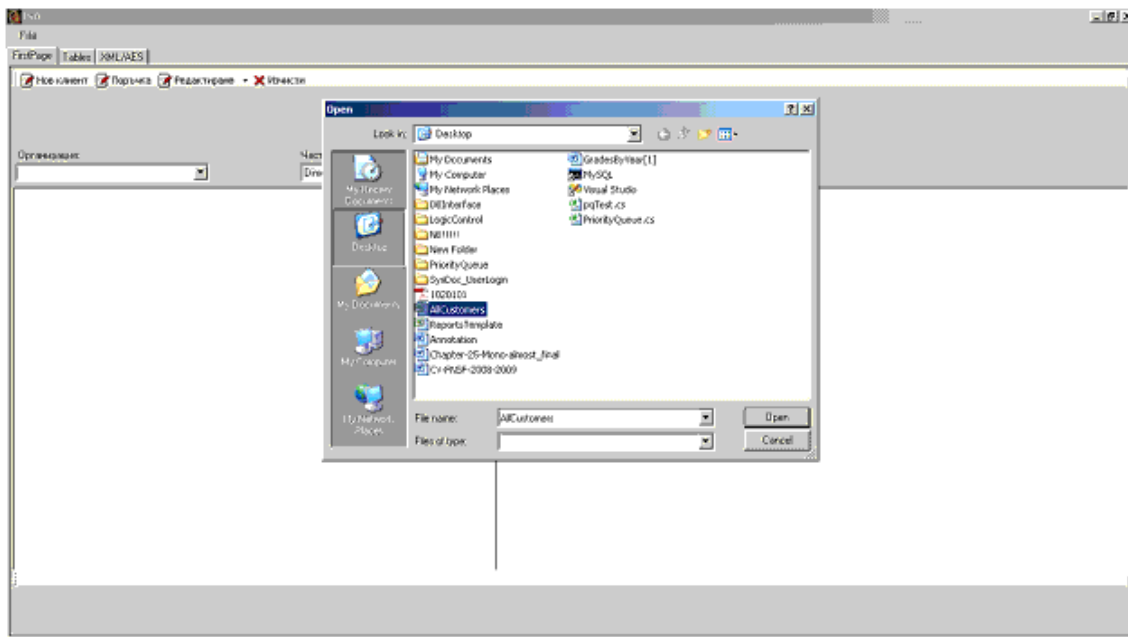 ISO
File
FirstPage Tables XML/AES
Нов клиент Поръчка Редактиране Изчисти
Open
Look in: Desktop
Организация:
My Recent Documents
Desktop
My Documents
My Computer
My Network Places
My Documents
My Computer
My Network Places
DllInterface
LogicControl
New Folder
PriorityQueue
SysDoc_UserLogin
1020101
AllCustomers
ReportsTemplate
Annotation
Chapter-25-Mono-almost_final
CV-PNSF-2008-2009
GradesByYear[1]
MySQL
Visual Studio
pqTest.cs
PriorityQueue.cs
File name: AllCustomers Open
Files of type: Cancel